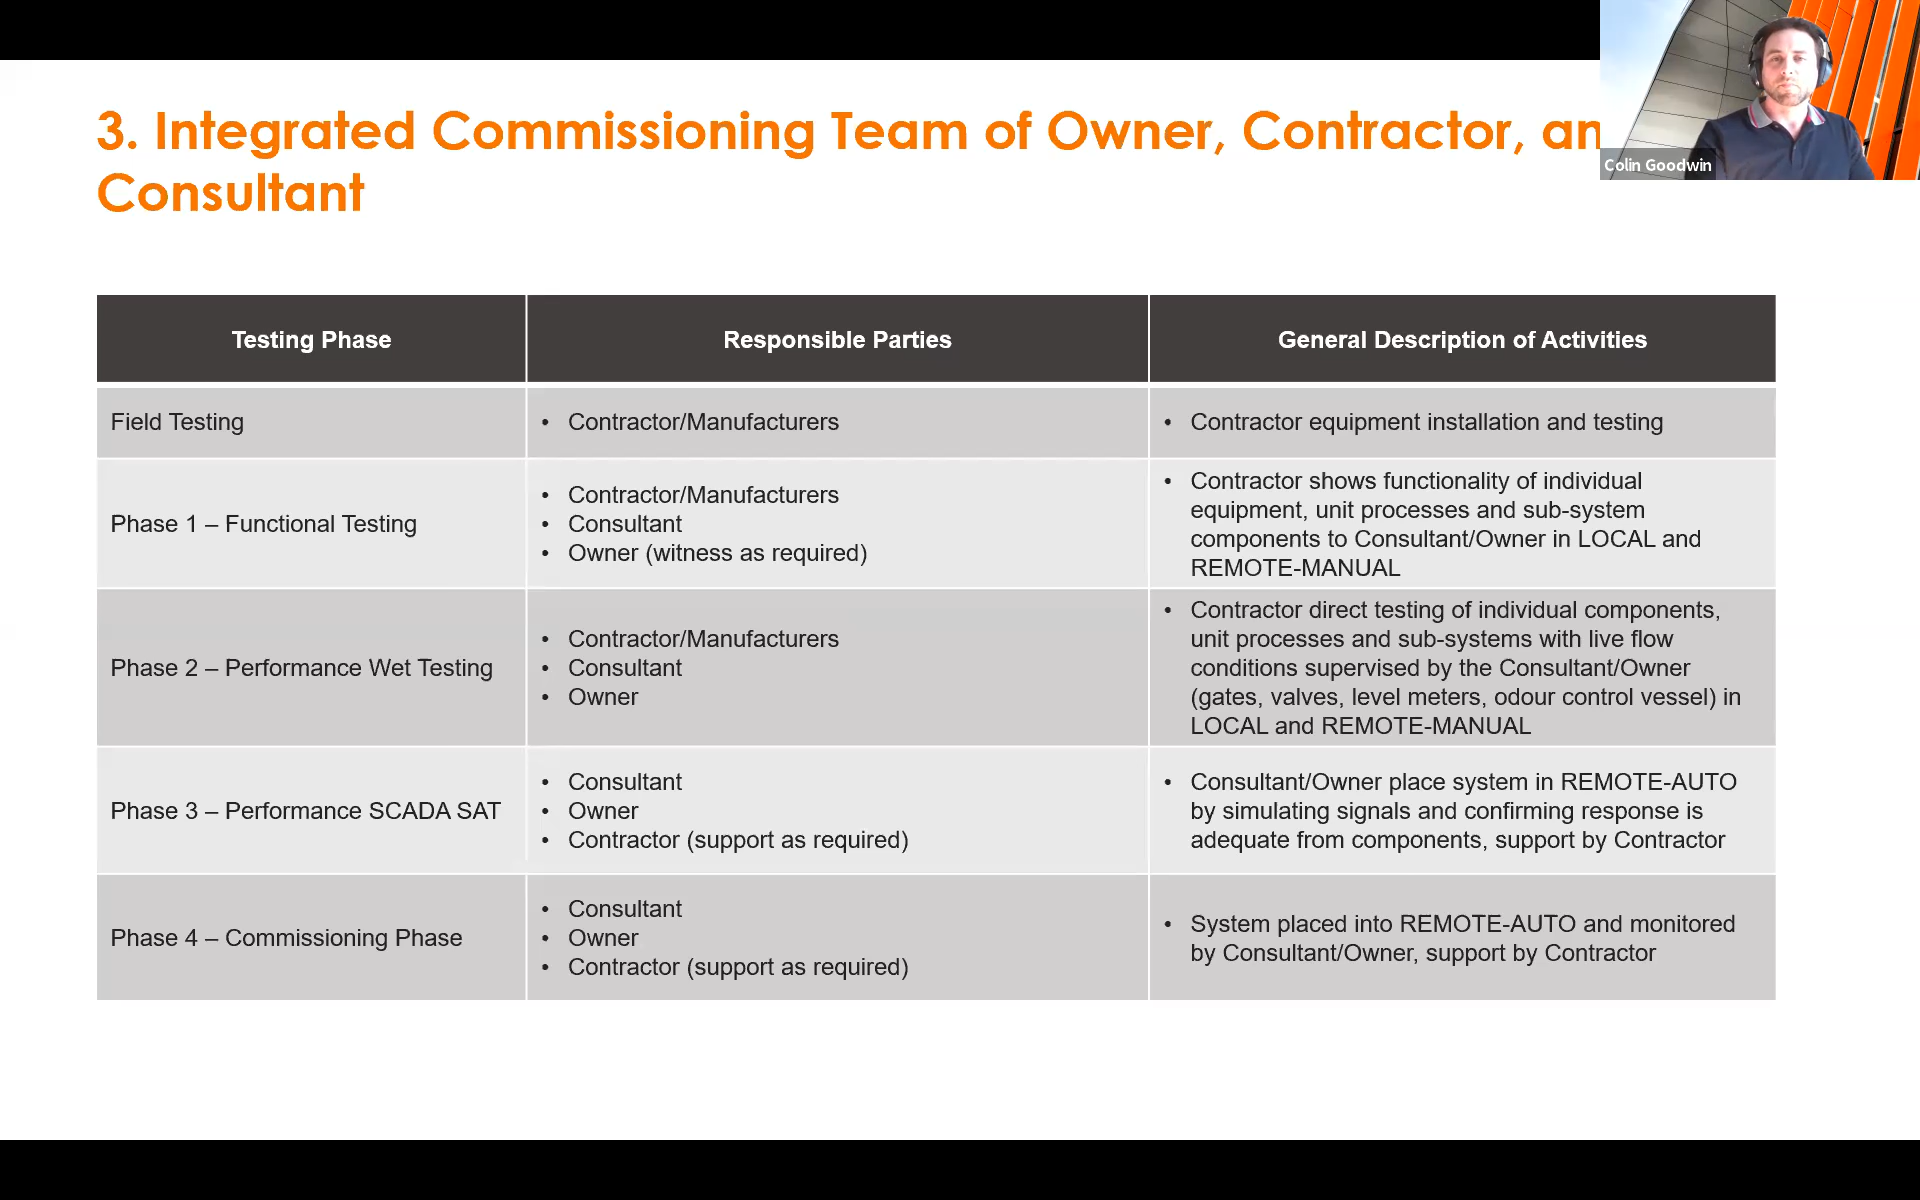 3. Integrated Commissioning Team of Owner, Contractor, an
Consultant
Colin Goodwin
Testing Phase
Responsible Parties
General Description of Activities
Field Testing
• Contractor/Manufacturers
• Contractor equipment installation and testing
Phase 1 – Functional Testing
• Contractor/Manufacturers
• Consultant
• Owner (witness as required)
• Contractor shows functionality of individual
equipment, unit processes and sub-system
components to Consultant/Owner in LOCAL and
REMOTE-MANUAL
Phase 2 – Performance Wet Testing
• Contractor/Manufacturers
• Consultant
• Owner
• Contractor direct testing of individual components,
unit processes and sub-systems with live flow
conditions supervised by the Consultant/Owner
(gates, valves, level meters, odour control vessel) in
LOCAL and REMOTE-MANUAL
Phase 3 – Performance SCADA SAT
• Consultant
• Owner
• Contractor (support as required)
• Consultant/Owner place system in REMOTE-AUTO
by simulating signals and confirming response is
adequate from components, support by Contractor
Phase 4 – Commissioning Phase
• Consultant
• Owner
• Contractor (support as required)
• System placed into REMOTE-AUTO and monitored
by Consultant/Owner, support by Contractor